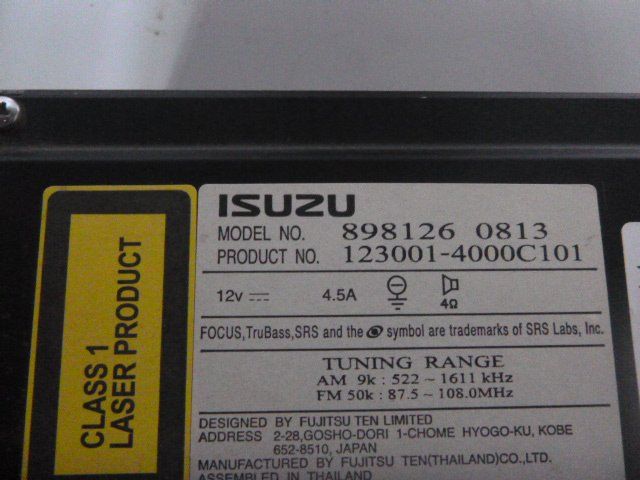 CLASS 1
LASER PRODUCT
ISUZU
MODEL NO. 898126 0813
PRODUCT NO. 123001-4000C101
12v 4.5A 4Ω
FOCUS,TruBass,SRS and the symbol are trademarks of SRS Labs, Inc.
TUNING RANGE
AM 9k : 522 ~ 1611 kHz
FM 50k : 87.5 ~ 108.0MHz
DESIGNED BY FUJITSU TEN LIMITED
ADDRESS 2-28,GOSHO-DORI 1-CHOME HYOGO-KU, KOBE
652-8510, JAPAN
MANUFACTURED BY FUJITSU TEN(THAILAND)CO.,LTD.
ASSEMBLED IN THAILAND